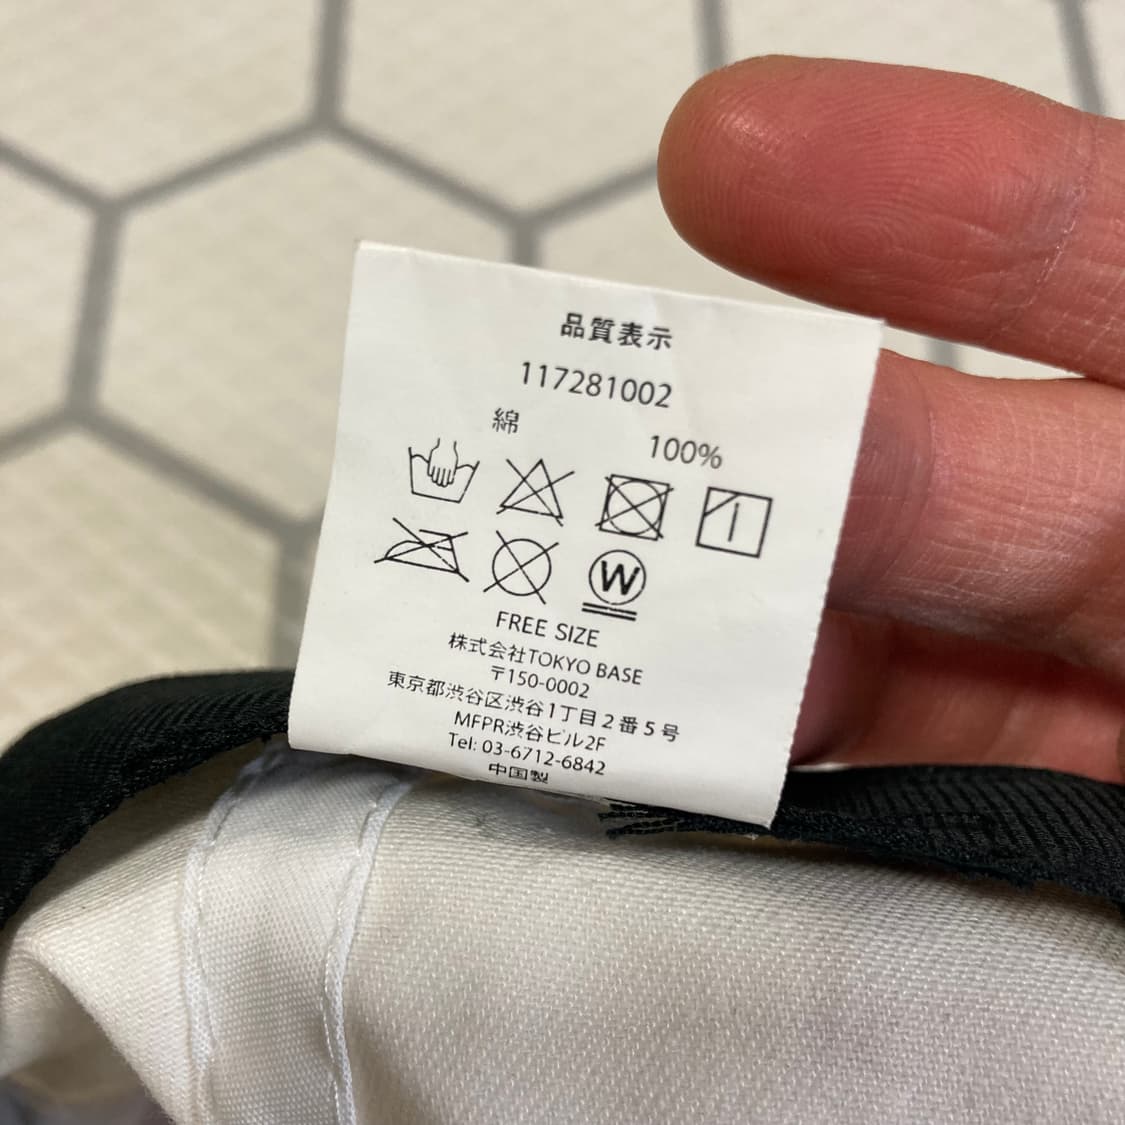 品質表示
117281002
綿 100%
W
FREE SIZE
株式会社TOKYO BASE
〒150-0002
東京都渋谷区渋谷1丁目2番5号
MFPR渋谷ビル2F
Tel: 03-6712-6842
中国製